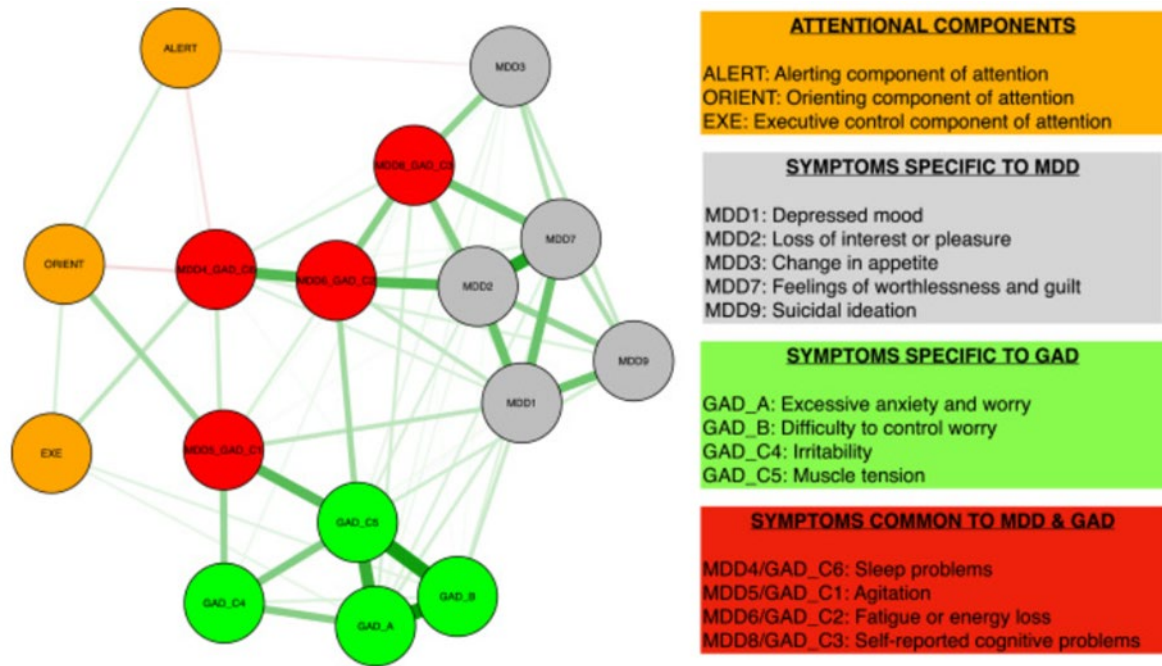 ALERT
MDD3
MDD8_GAD_C3
MDD7
ORIENT
MDD4_GAD_C6
MDD6_GAD_C2
MDD2
MDD9
MDD1
EXE
MDD5_GAD_C1
GAD_C5
GAD_C4
GAD_B
GAD_A
ATTENTIONAL COMPONENTS
ALERT: Alerting component of attention
ORIENT: Orienting component of attention
EXE: Executive control component of attention
SYMPTOMS SPECIFIC TO MDD
MDD1: Depressed mood
MDD2: Loss of interest or pleasure
MDD3: Change in appetite
MDD7: Feelings of worthlessness and guilt
MDD9: Suicidal ideation
SYMPTOMS SPECIFIC TO GAD
GAD_A: Excessive anxiety and worry
GAD_B: Difficulty to control worry
GAD_C4: Irritability
GAD_C5: Muscle tension
SYMPTOMS COMMON TO MDD & GAD
MDD4/GAD_C6: Sleep problems
MDD5/GAD_C1: Agitation
MDD6/GAD_C2: Fatigue or energy loss
MDD8/GAD_C3: Self-reported cognitive problems